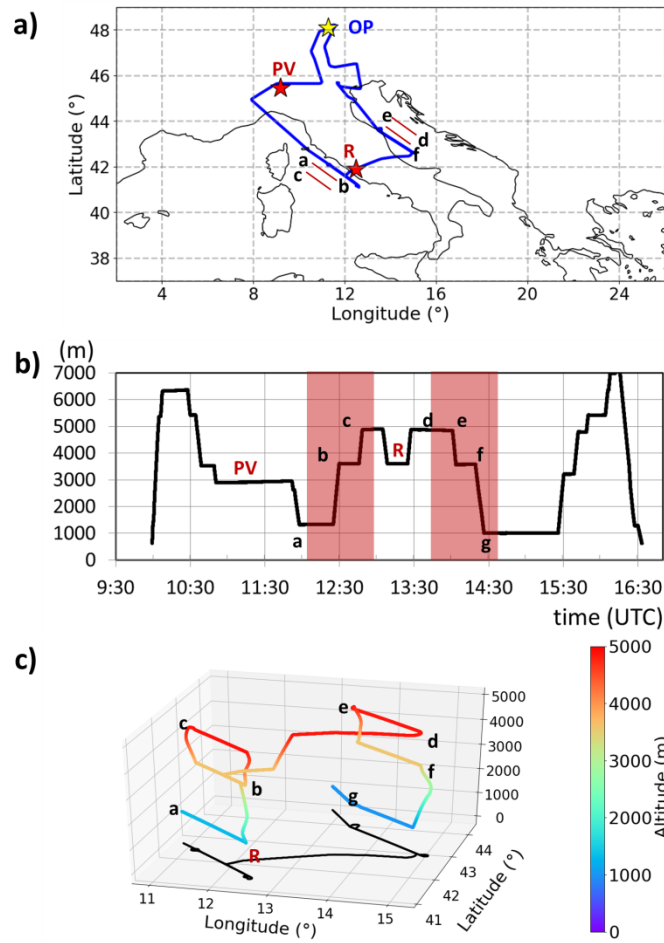 a)
48
46
44
42
40
38
Latitude (°)
OP
PV
R
a
b
c
d
e
f
4
8
12
16
20
24
Longitude (°)
b)
(m)
7000
6000
5000
4000
3000
2000
1000
0
PV
a
b
c
R
d
e
f
g
9:30 10:30 11:30 12:30 13:30 14:30 15:30 16:30
time (UTC)
c)
c
a
b
R
e
d
f
g
5000
4000
3000
2000
1000
0
11 12 13 14 15
Longitude (°)
41 42 43 44
Latitude (°)
5000
4000
3000
2000
1000
0
Altitude (m)